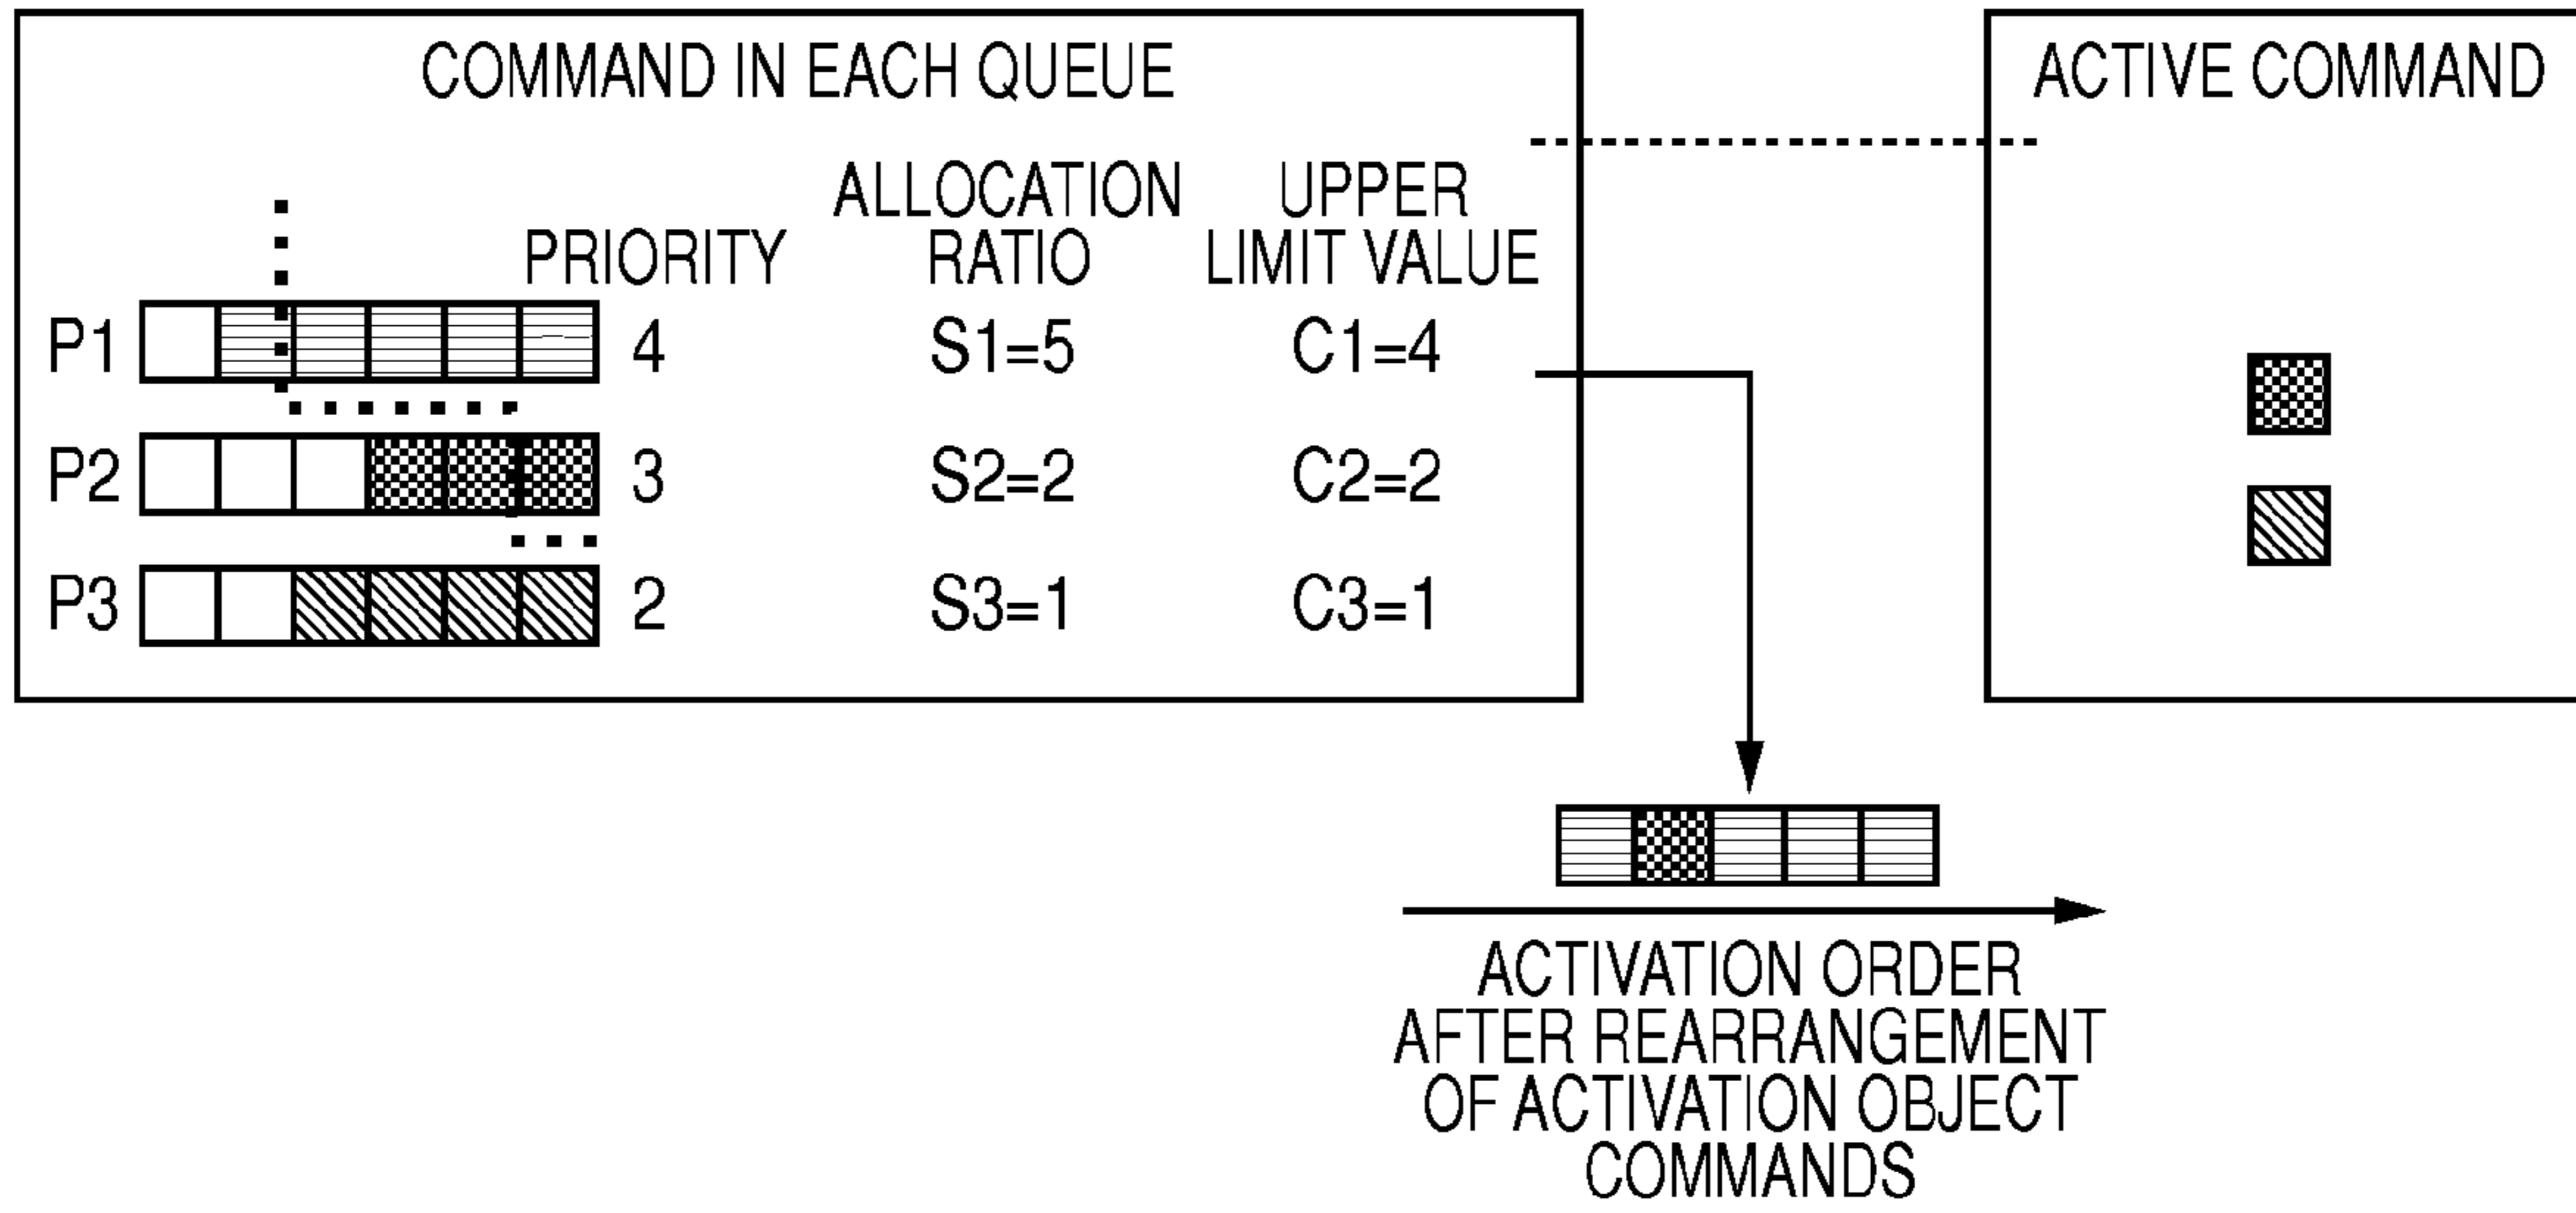 COMMAND IN EACH QUEUE
ACTIVE COMMAND
PRIORITY
ALLOCATION
RATIO
UPPER
LIMIT VALUE
P1 4 S1=5 C1=4
P2 3 S2=2 C2=2
P3 2 S3=1 C3=1
ACTIVATION ORDER
AFTER REARRANGEMENT
OF ACTIVATION OBJECT
COMMANDS